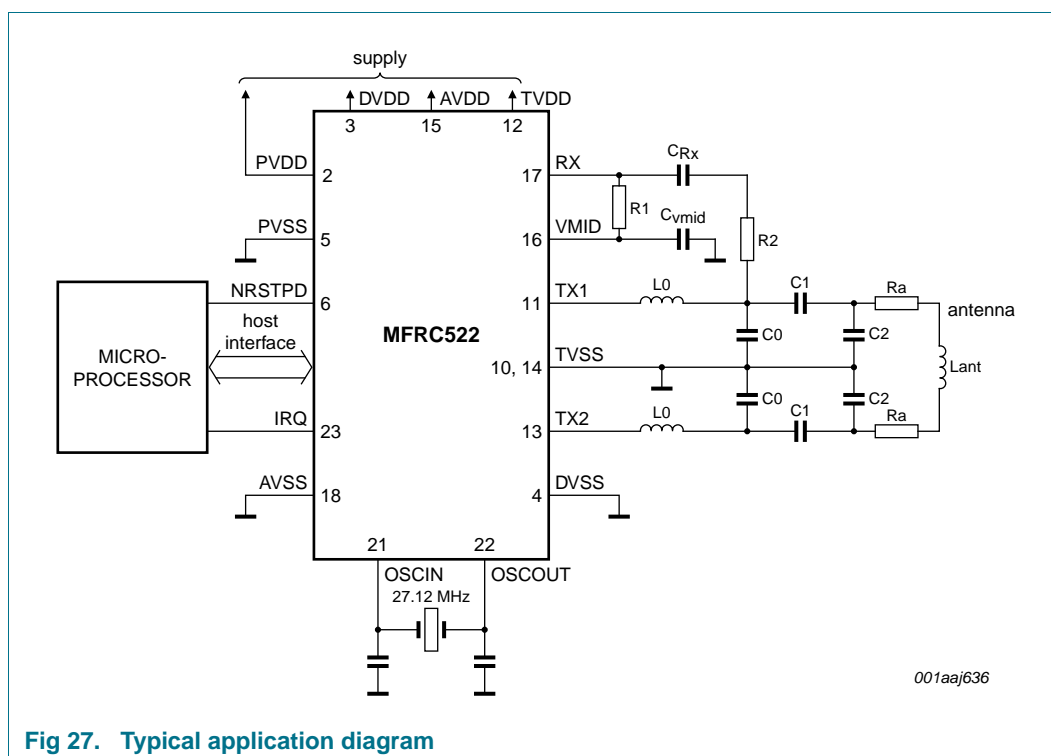 supply
DVDD AVDD TVDD
3 15 12
PVDD 2
PVSS 5
NRSTPD 6
host
interface
MICRO-
PROCESSOR
IRQ 23
AVSS 18
MFRC522
RX 17
VMID 16
TX1 11
TVSS 10, 14
TX2 13
DVSS 4
CRx
R1
Cvmid
R2
L0
C1
Ra
antenna
C0
C2
Lant
C0
C2
L0
C1
Ra
21 22
OSCIN OSCOUT
27.12 MHz
001aaj636
Fig 27. Typical application diagram